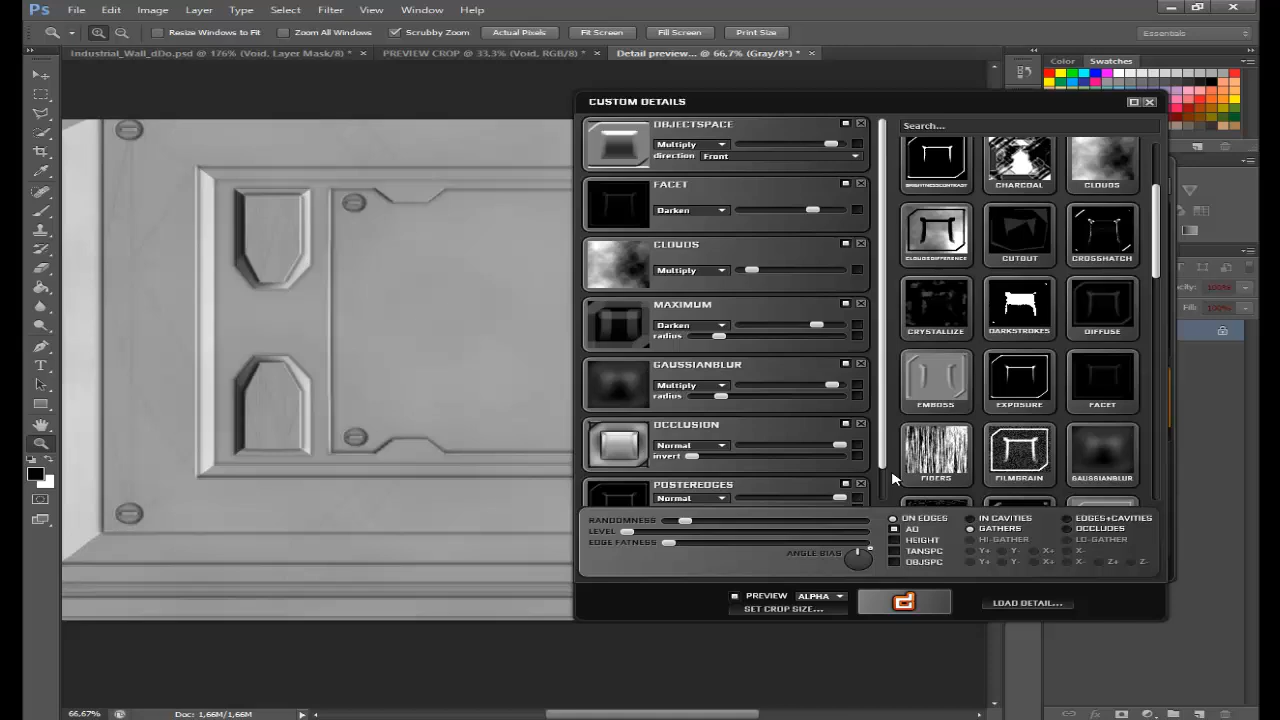 Ps File Edit Image Layer Type Select Filter View Window Help
Resize Windows to Fit Zoom All Windows Scrubby Zoom Actual Pixels Fit Screen Fill Screen Print Size Essentials
Industrial_Wall_dDo.psd @ 176% (Void, Layer Mask/8) * × PREVIEW CROP @ 33,3% (Void, RGB/8) * × Detail preview... @ 66,7% (Gray/8*) * ×
Color Swatches
CUSTOM DETAILS
Search...
OBJECTSPACE
Multiply
direction Front
FACET
Darken
CLOUDS
Multiply
MAXIMUM
Darken
radius
GAUSSIANBLUR
Multiply
radius
OCCLUSION
Normal
invert
POSTEREDGES
Normal
BRIGHTNESSCONTRAST CHARCOAL CLOUDS
CLOUDSDIFFERENCE CUTOUT CROSSHATCH
CRYSTALLIZE DARKSTROKES DIFFUSE
EMBOSS EXPOSURE FACET
FIBERS FILMGRAIN GAUSSIANBLUR
RANDOMNESS
LEVEL
EDGE FATNESS
ANGLE BIAS
ON EDGES IN CAVITIES EDGES+CAVITIES
AO GATHERS OCCLUDES
HEIGHT HI-GATHER LO-GATHER
TANSPC Y+ Y- X+ X-
OBJSPC Y+ Y- X+ X- Z+ Z-
PREVIEW ALPHA
SET CROP SIZE...
LOAD DETAIL...
pacity: 100%
Fill: 100%
66,67% Doc: 1,66M/1,66M